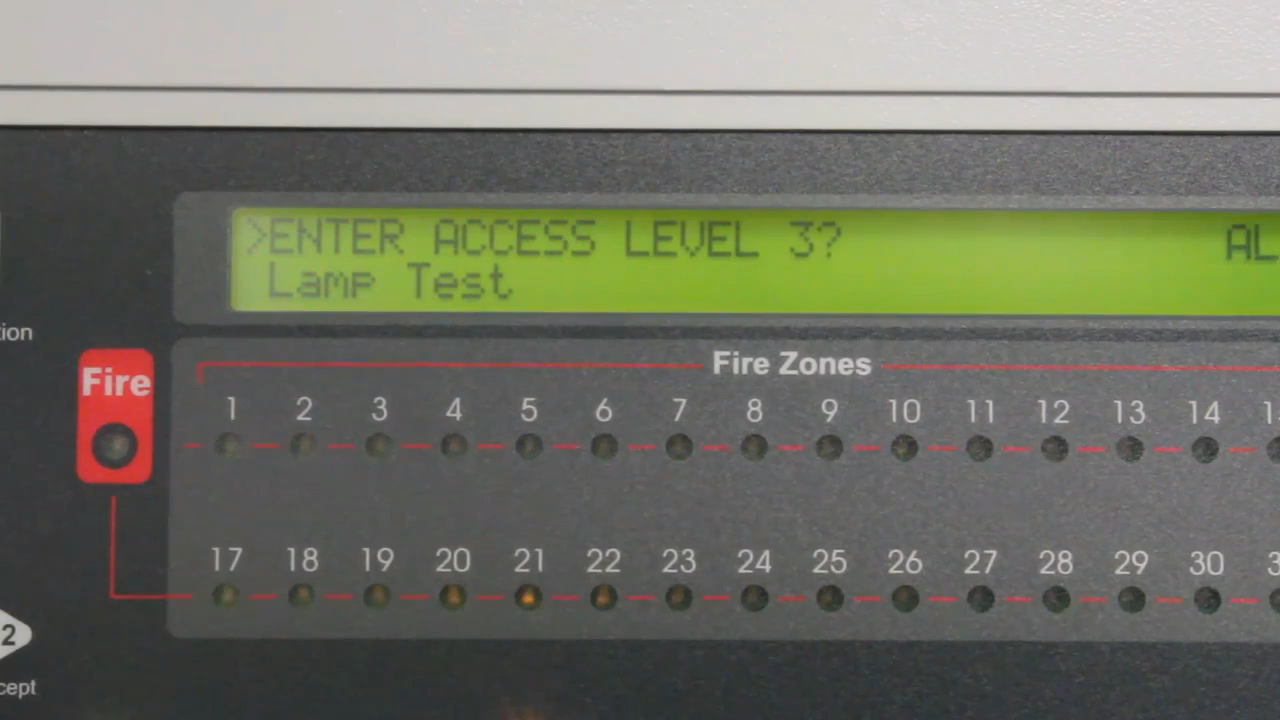 >ENTER ACCESS LEVEL 3? AL
Lamp Test
tion
Fire
Fire Zones
1 2 3 4 5 6 7 8 9 10 11 12 13 14
17 18 19 20 21 22 23 24 25 26 27 28 29 30
2
cept